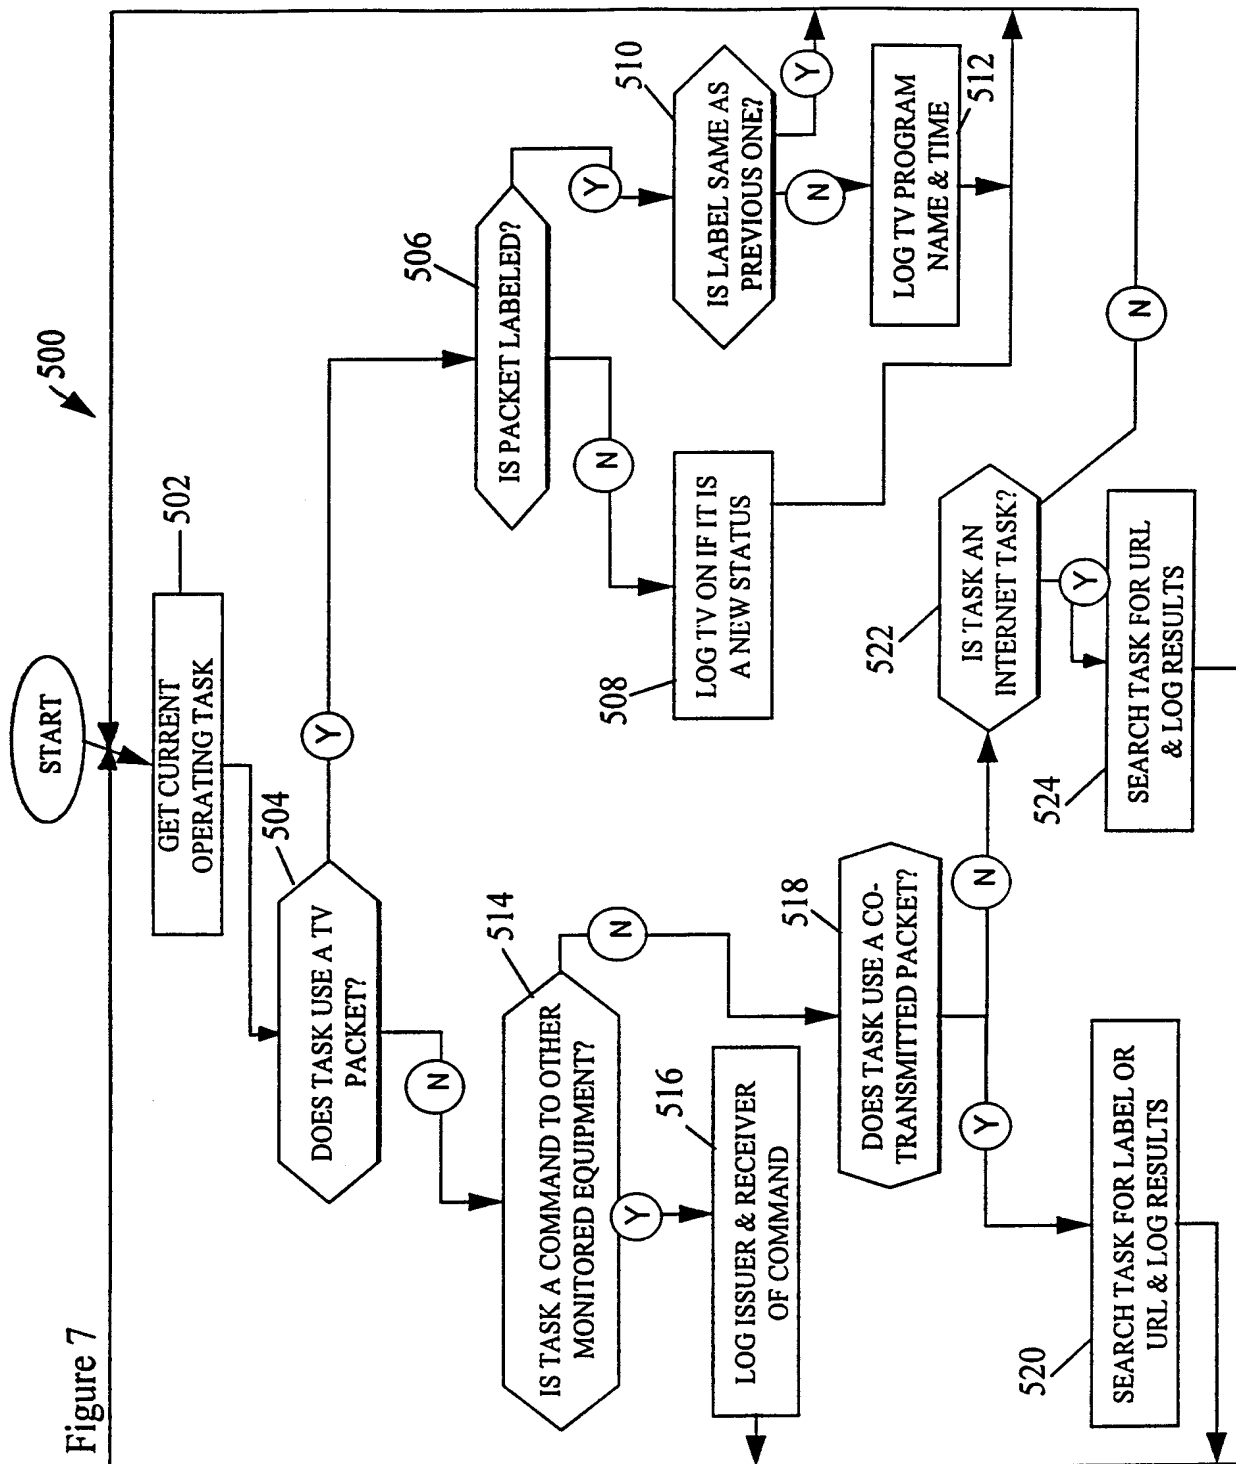 Figure 7
500
START
502
GET CURRENT
OPERATING TASK
504
DOES TASK USE A TV
PACKET?
Y
N
506
IS PACKET LABELED?
Y
N
508
LOG TV ON IF IT IS
A NEW STATUS
510
IS LABEL SAME AS
PREVIOUS ONE?
Y
N
512
LOG TV PROGRAM
NAME & TIME
514
IS TASK A COMMAND TO OTHER
MONITORED EQUIPMENT?
N
Y
516
LOG ISSUER & RECEIVER
OF COMMAND
518
DOES TASK USE A CO-
TRANSMITTED PACKET?
Y
N
520
SEARCH TASK FOR LABEL OR
URL & LOG RESULTS
522
IS TASK AN
INTERNET TASK?
Y
N
524
SEARCH TASK FOR URL
& LOG RESULTS